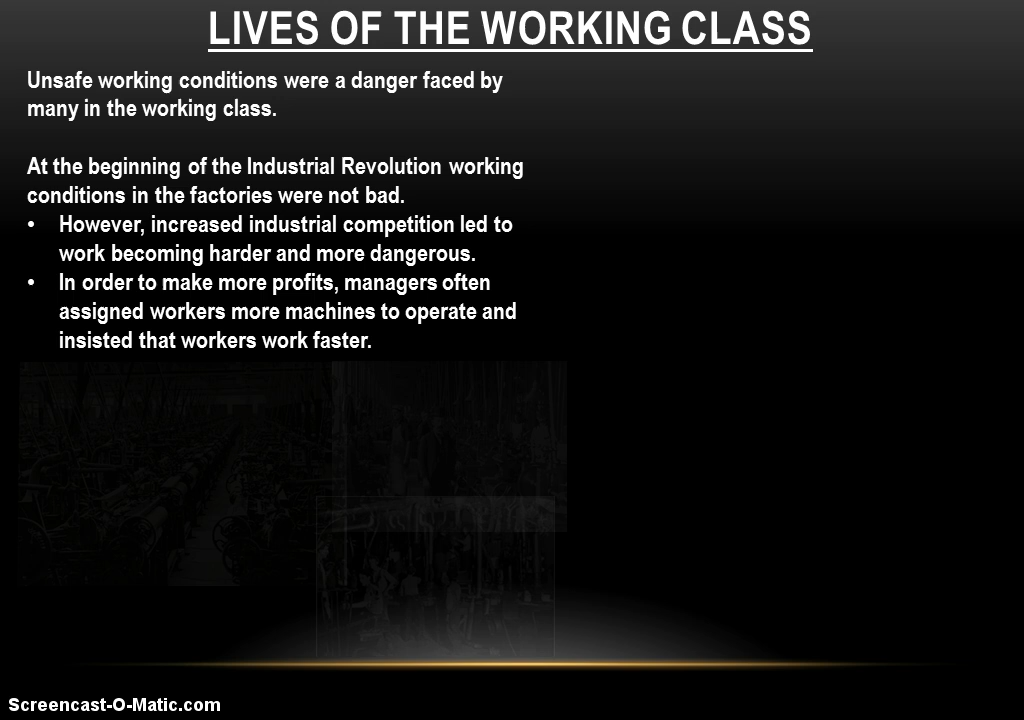 LIVES OF THE WORKING CLASS
Unsafe working conditions were a danger faced by
many in the working class.
At the beginning of the Industrial Revolution working
conditions in the factories were not bad.
• However, increased industrial competition led to
work becoming harder and more dangerous.
• In order to make more profits, managers often
assigned workers more machines to operate and
insisted that workers work faster.
Screencast-O-Matic.com